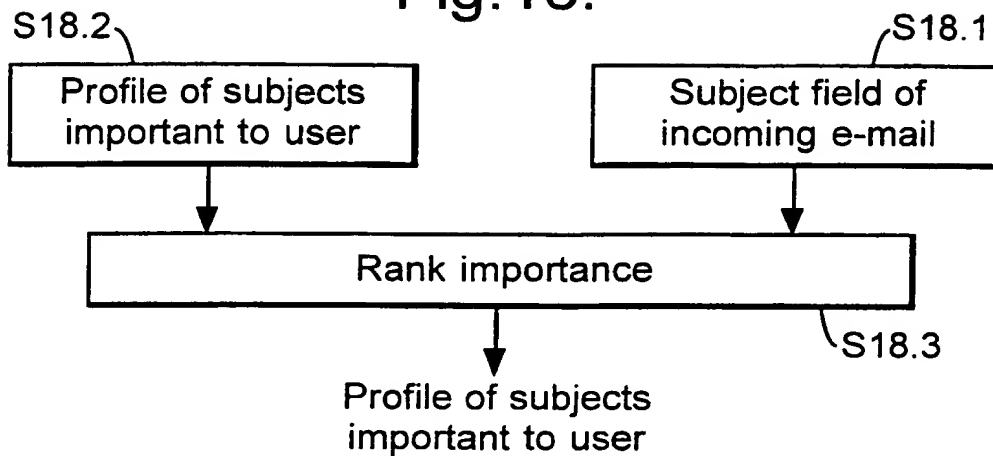 S18.2
S18.1
Profile of subjects
important to user
Subject field of
incoming e-mail
Rank importance
S18.3
Profile of subjects
important to user